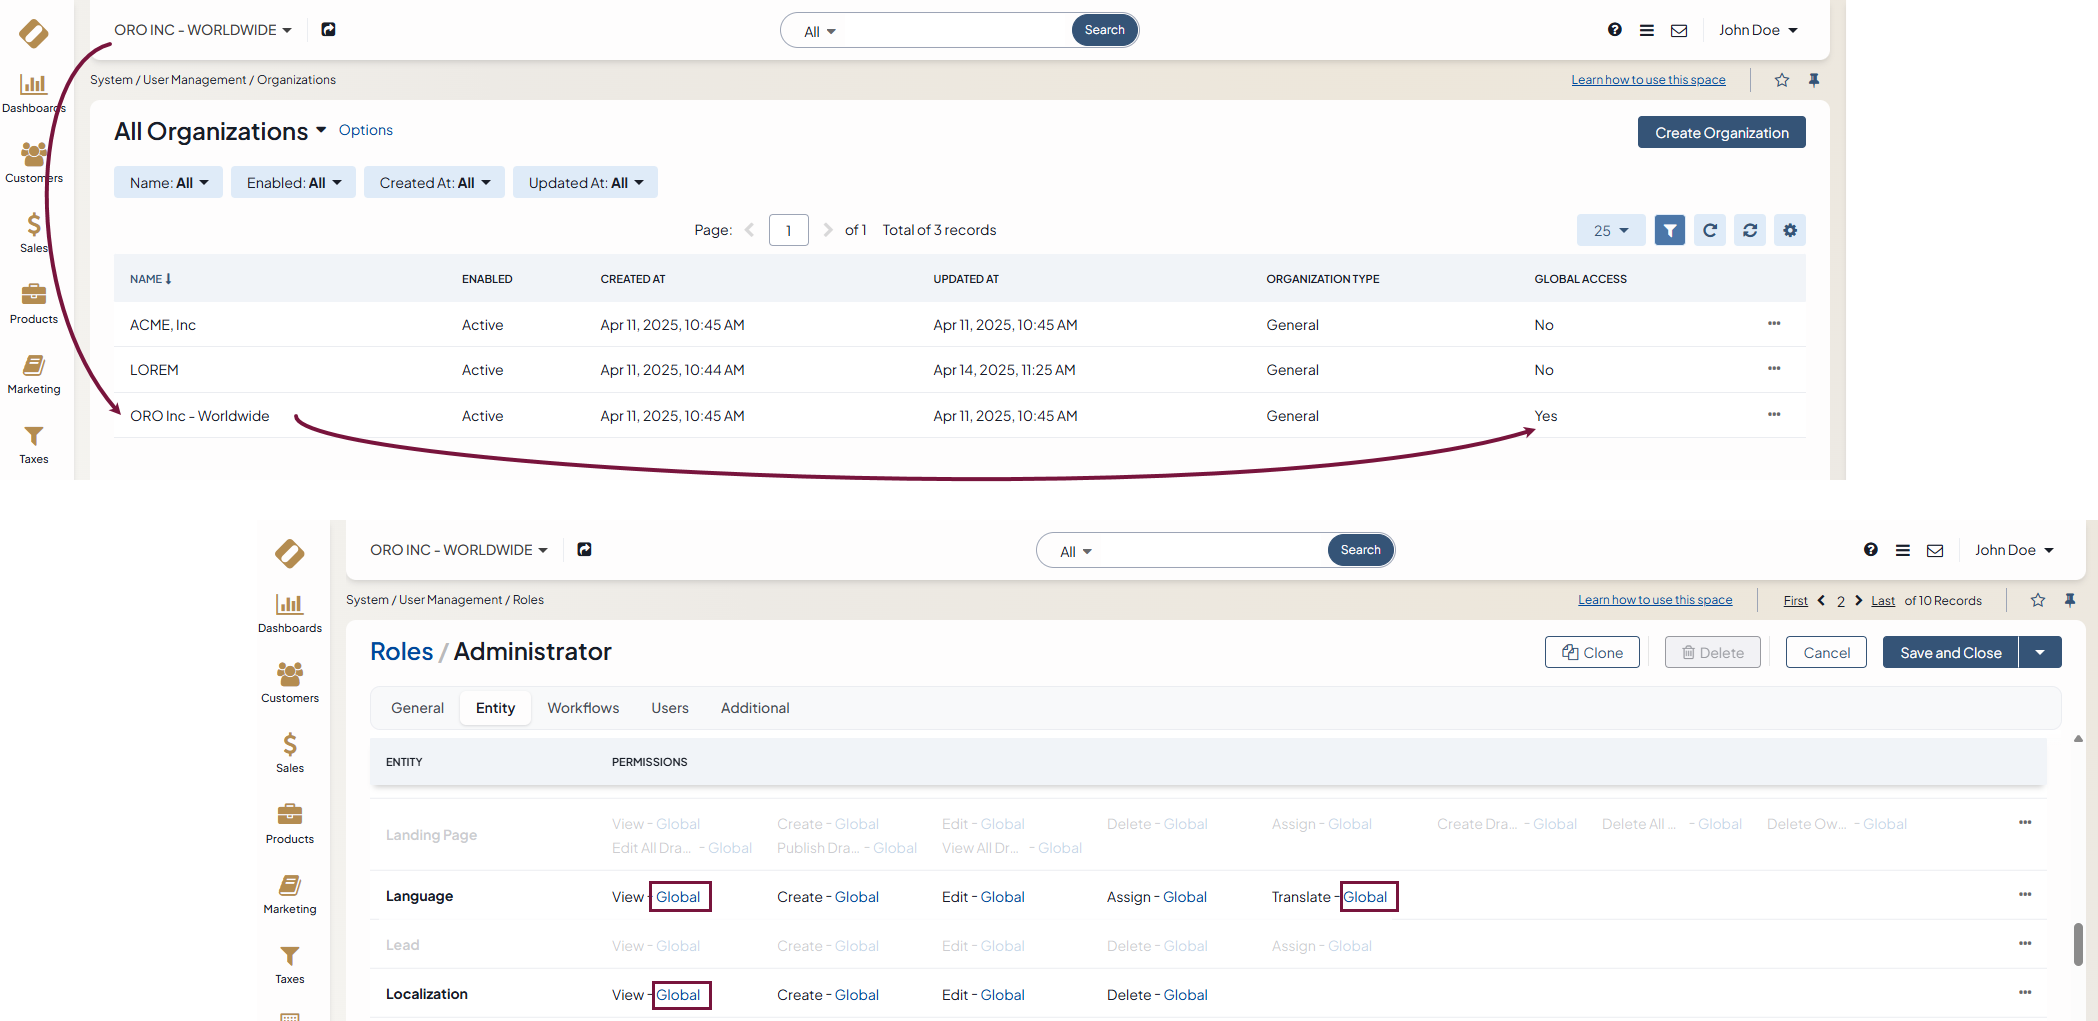 ORO INC - WORLDWIDE
All
Search
John Doe
System / User Management / Organizations
Learn how to use this space
Dashboards
Customers
Sales
Products
Marketing
Taxes
All Organizations
Options
Create Organization
Name: All
Enabled: All
Created At: All
Updated At: All
Page: 1 of 1 Total of 3 records
25
NAME ENABLED CREATED AT UPDATED AT ORGANIZATION TYPE GLOBAL ACCESS
ACME, Inc Active Apr 11, 2025, 10:45 AM Apr 11, 2025, 10:45 AM General No
LOREM Active Apr 11, 2025, 10:44 AM Apr 14, 2025, 11:25 AM General No
ORO Inc - Worldwide Active Apr 11, 2025, 10:45 AM Apr 11, 2025, 10:45 AM General Yes
ORO INC - WORLDWIDE
All
Search
John Doe
System / User Management / Roles
Learn how to use this space
First 2 Last of 10 Records
Dashboards
Customers
Sales
Products
Marketing
Taxes
Roles / Administrator
Clone
Delete
Cancel
Save and Close
General Entity Workflows Users Additional
ENTITY PERMISSIONS
Landing Page
View - Global Create - Global Edit - Global Delete - Global Assign - Global Create Dra... - Global Delete All ... - Global Delete Ow... - Global
Edit All Dra... - Global Publish Dra... - Global View All Dr... - Global
Language View - Global Create - Global Edit - Global Assign - Global Translate - Global
Lead View - Global Create - Global Edit - Global Delete - Global Assign - Global
Localization View - Global Create - Global Edit - Global Delete - Global